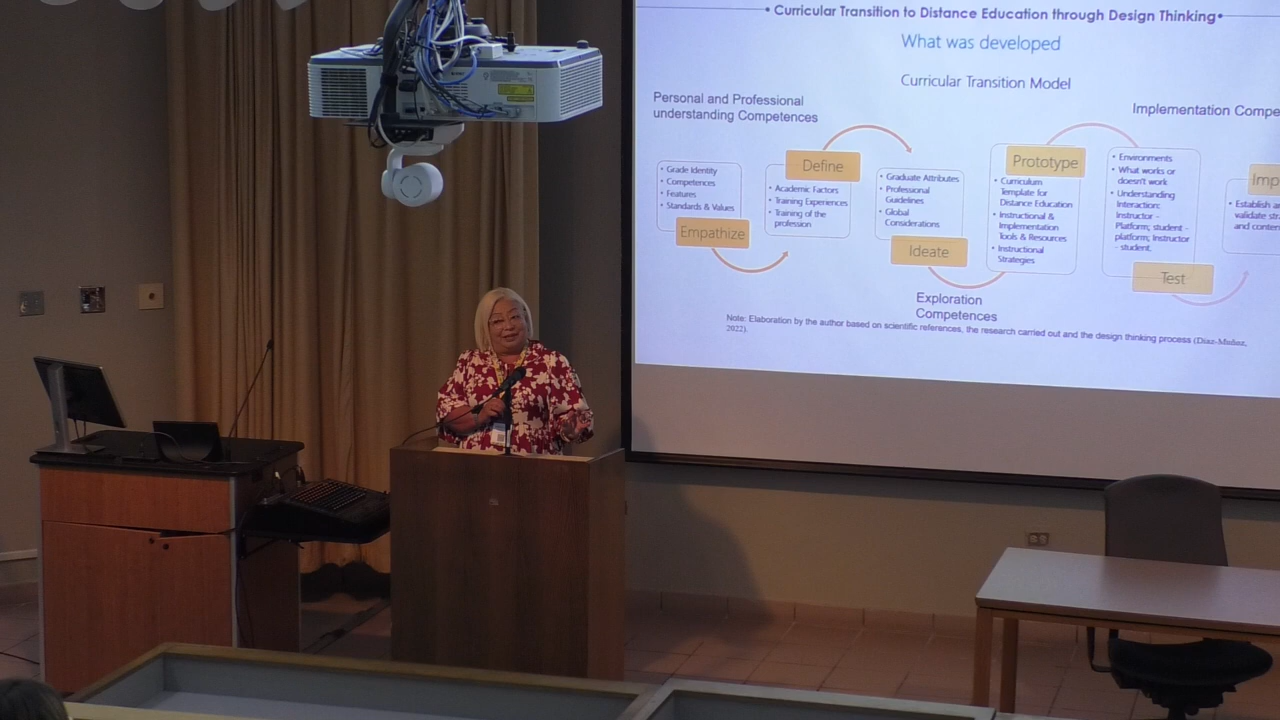 • Curricular Transition to Distance Education through Design Thinking•
What was developed
Curricular Transition Model
Personal and Professional
understanding Competences
Implementation Compe
• Grade Identity
• Competences
• Features
• Standards & Values
Empathize
Define
• Academic Factors
• Training Experiences
• Training of the
profession
• Graduate Attributes
• Professional
Guidelines
• Global
Considerations
Ideate
Exploration
Competences
Prototype
• Curriculum
Template for
Distance Education
• Instructional &
Implementation
Tools & Resources
• Instructional
Strategies
• Environments
• What works or
doesn't work
• Understanding
Interaction:
Instructor -
Platform; student -
platform; Instructor
- student.
Test
Imp
• Establish an
validate str
and conten
Note: Elaboration by the author based on scientific references, the research carried out and the design thinking process (Díaz-Muñoz,
2022).